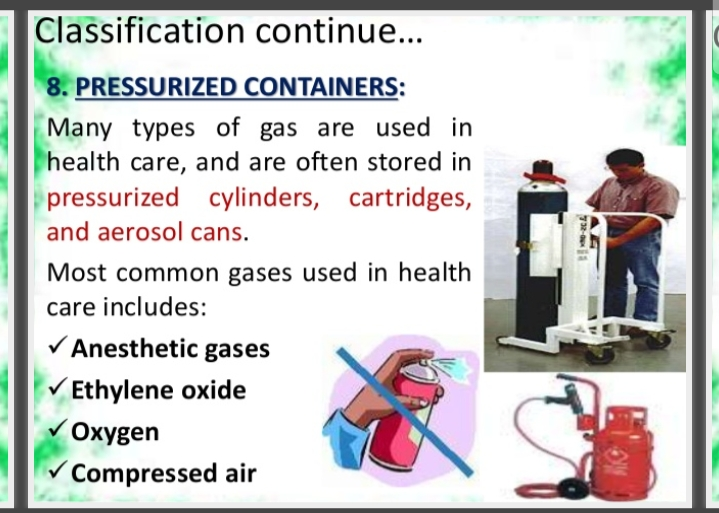 Classification continue...
8. PRESSURIZED CONTAINERS:
Many types of gas are used in
health care, and are often stored in
pressurized cylinders, cartridges,
and aerosol cans.
Most common gases used in health
care includes:
✓ Anesthetic gases
✓ Ethylene oxide
✓ Oxygen
✓ Compressed air